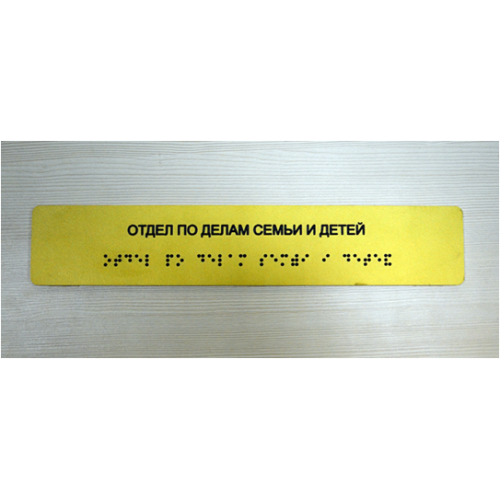 ОТДЕЛ ПО ДЕЛАМ СЕМЬИ И ДЕТЕЙ
⠕⠞⠙⠑⠇ ⠏⠕ ⠙⠑⠇⠁⠍ ⠎⠑⠍⠾⠊ ⠊ ⠙⠑⠞⠑⠯